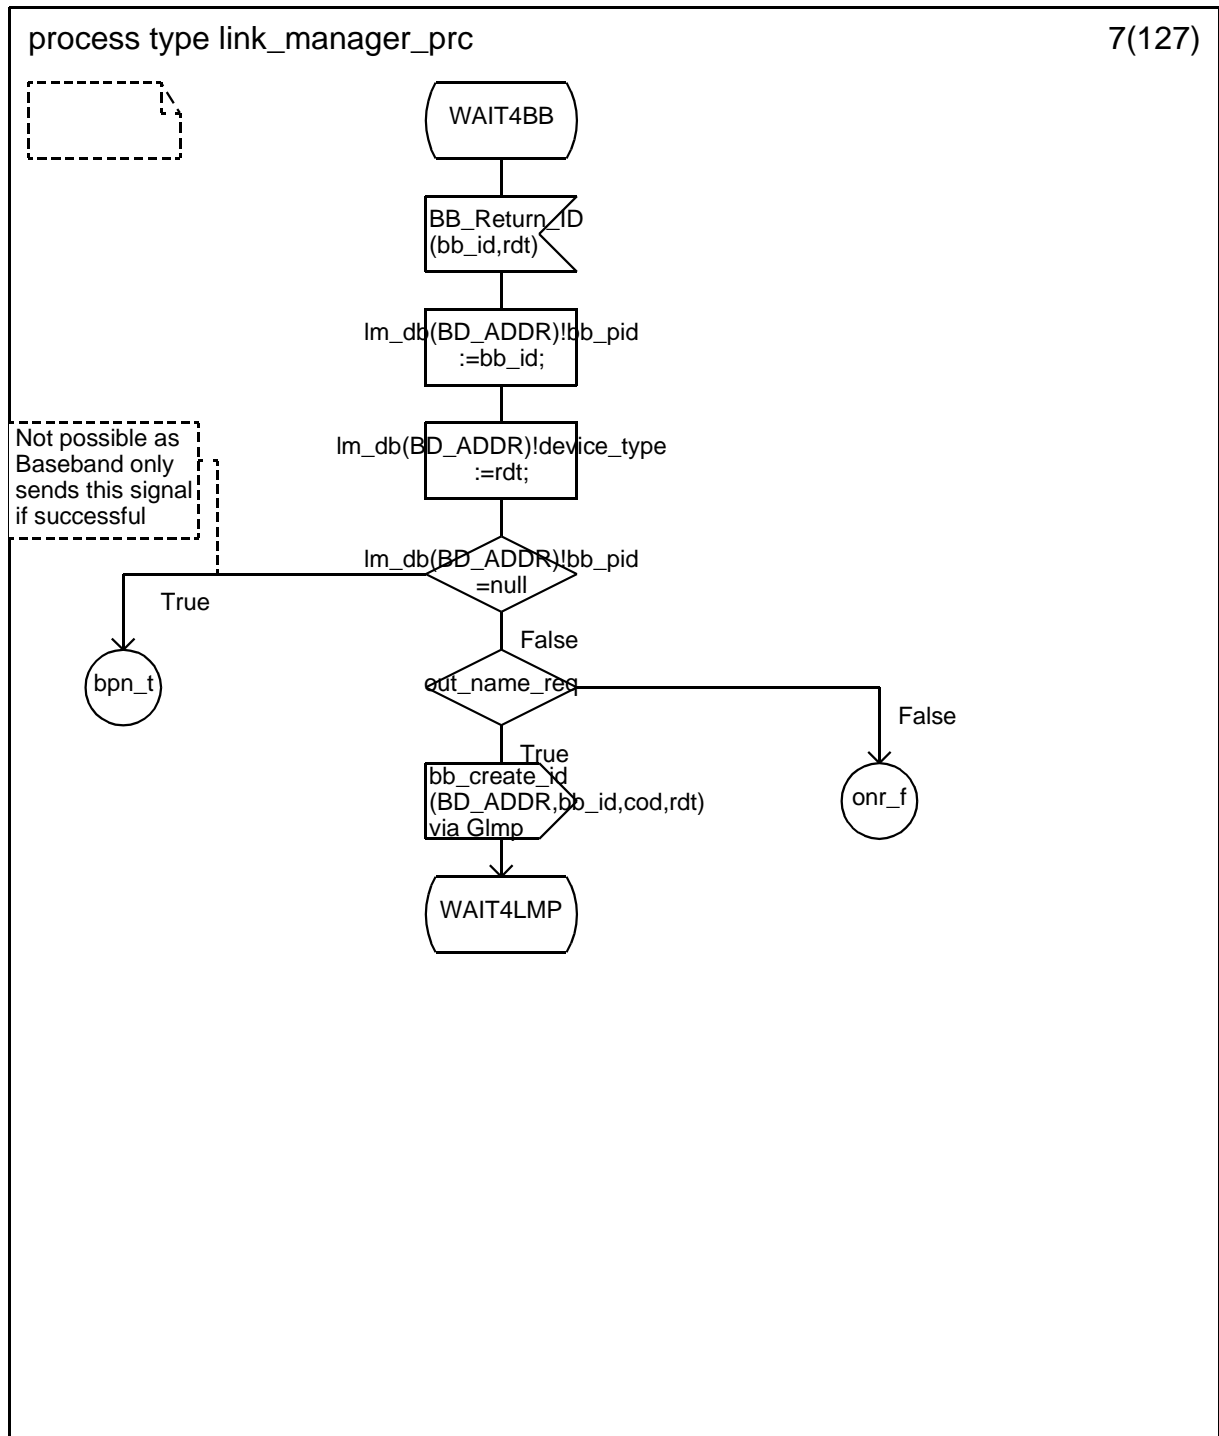 process type link_manager_prc
7(127)
WAIT4BB
BB_Return_ID
(bb_id,rdt)
lm_db(BD_ADDR)!bb_pid
:=bb_id;
Not possible as
Baseband only
sends this signal
if successful
lm_db(BD_ADDR)!device_type
:=rdt;
lm_db(BD_ADDR)!bb_pid
=null
True
False
bpn_t
out_name_req
False
True
bb_create_id
(BD_ADDR,bb_id,cod,rdt)
via Glmp
onr_f
WAIT4LMP